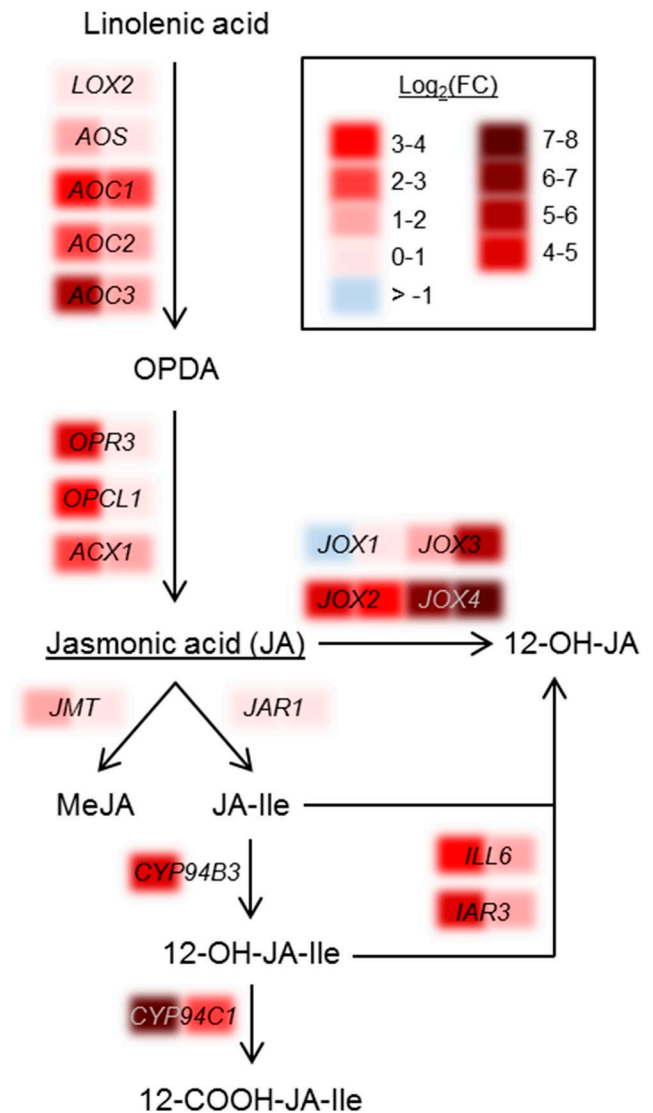 Linolenic acid
LOX2
AOS
AOC1
AOC2
AOC3
Log2(FC)
3-4
2-3
1-2
0-1
> -1
7-8
6-7
5-6
4-5
OPDA
OPR3
OPCL1
ACX1
JOX1 JOX3
JOX2 JOX4
Jasmonic acid (JA)
12-OH-JA
JMT
JAR1
MeJA
JA-Ile
CYP94B3
ILL6
IAR3
12-OH-JA-Ile
CYP94C1
12-COOH-JA-Ile